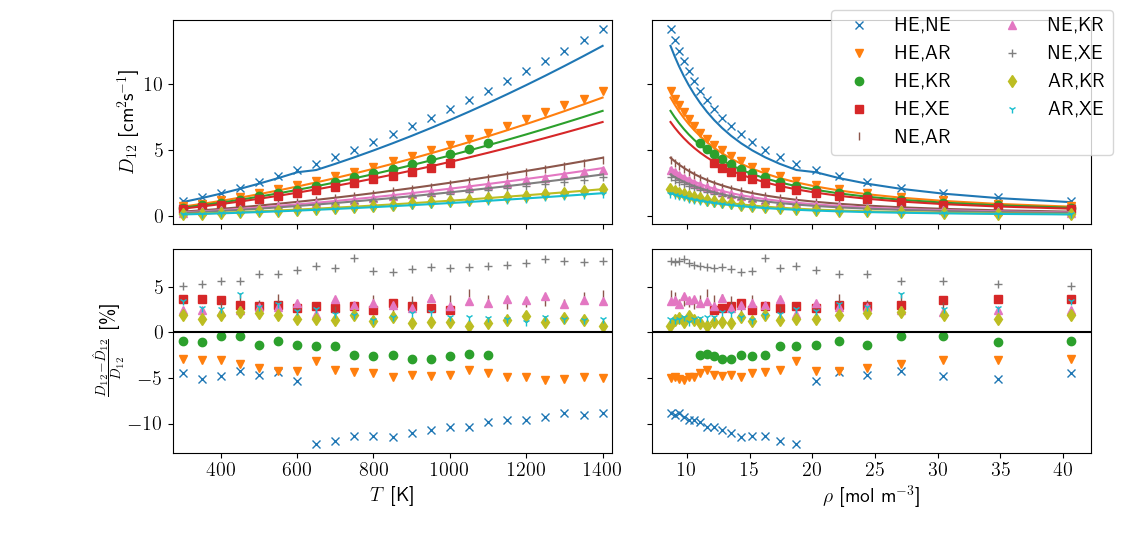 D₁₂ [cm²s⁻¹]
10
5
0
HE,NE
HE,AR
HE,KR
HE,XE
NE,AR
NE,KR
NE,XE
AR,KR
AR,XE
(D₁₂−D̂₁₂)/D₁₂ [%]
5
0
−5
−10
400 600 800 1000 1200 1400
T [K]
10 15 20 25 30 35 40
ρ [mol m⁻³]